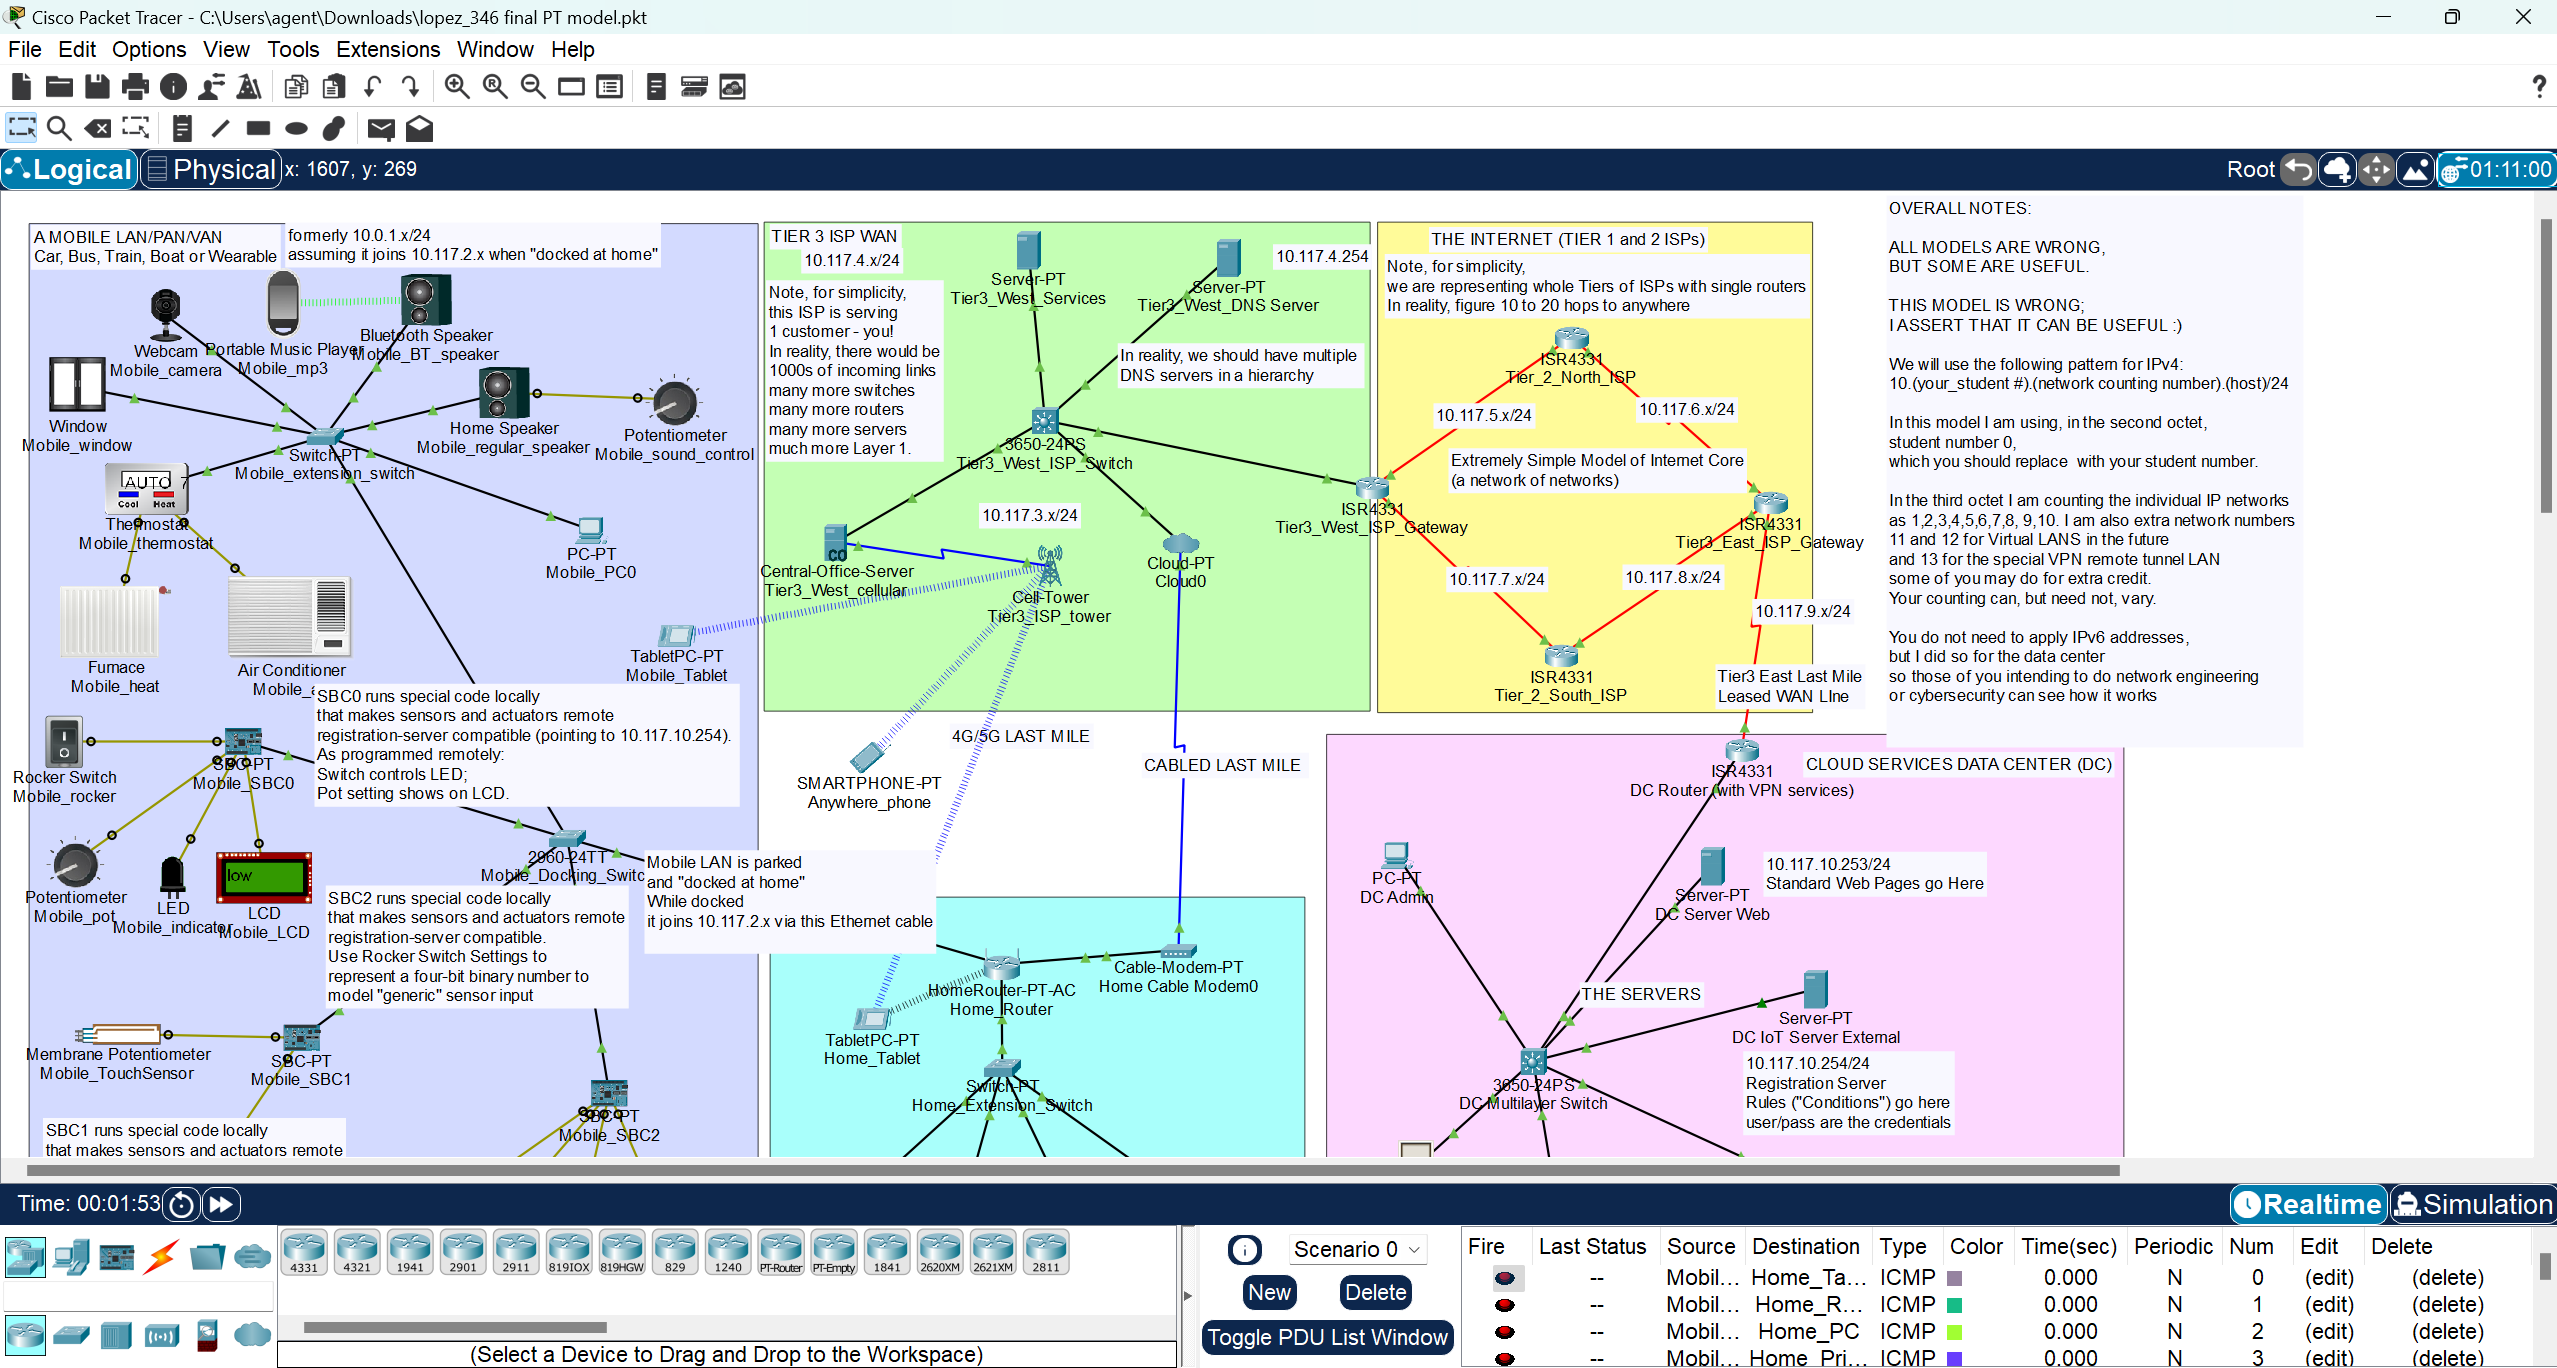 Cisco Packet Tracer - C:\Users\agent\Downloads\lopez_346 final PT model.pkt
File Edit Options View Tools Extensions Window Help
?
Logical Physical x: 1607, y: 269
Root 01:11:00
A MOBILE LAN/PAN/VAN
Car, Bus, Train, Boat or Wearable
formerly 10.0.1.x/24
assuming it joins 10.117.2.x when "docked at home"
Webcam
Mobile_camera
Portable Music Player
Mobile_mp3
Bluetooth Speaker
Mobile_BT_speaker
Window
Mobile_window
Home Speaker
Mobile_regular_speaker
Potentiometer
Mobile_sound_control
Switch-PT
Mobile_extension_switch
AUTO 7
Cool Heat
Thermostat
Mobile_thermostat
PC-PT
Mobile_PC0
Furnace
Mobile_heat
Air Conditioner
TabletPC-PT
Mobile_Tablet
SBC0 runs special code locally
that makes sensors and actuators remote
registration-server compatible (pointing to 10.117.10.254).
As programmed remotely:
Switch controls LED;
Pot setting shows on LCD.
Rocker Switch
Mobile_rocker
SBC-PT
Mobile_SBC0
Potentiometer
Mobile_pot
LED
Mobile_indicator
low
LCD
Mobile_LCD
2960-24TT
Mobile_Docking_Switc
Mobile LAN is parked
and "docked at home"
While docked
it joins 10.117.2.x via this Ethernet cable
SBC2 runs special code locally
that makes sensors and actuators remote
registration-server compatible.
Use Rocker Switch Settings to
represent a four-bit binary number to
model "generic" sensor input
Membrane Potentiometer
Mobile_TouchSensor
SBC-PT
Mobile_SBC1
SBC-PT
Mobile_SBC2
SBC1 runs special code locally
that makes sensors and actuators remote
TIER 3 ISP WAN
10.117.4.x/24
Note, for simplicity,
this ISP is serving
1 customer - you!
In reality, there would be
1000s of incoming links
many more switches
many more routers
many more servers
much more Layer 1.
Server-PT
Tier3_West_Services
Server-PT
Tier3_West_DNS Server
10.117.4.254
In reality, we should have multiple
DNS servers in a hierarchy
3650-24PS
Tier3_West_ISP_Switch
10.117.3.x/24
CO
Central-Office-Server
Tier3_West_cellular
Cell-Tower
Tier3_ISP_tower
Cloud-PT
Cloud0
ISR4331
Tier3_West_ISP_Gateway
4G/5G LAST MILE
SMARTPHONE-PT
Anywhere_phone
CABLED LAST MILE
THE INTERNET (TIER 1 and 2 ISPs)
Note, for simplicity,
we are representing whole Tiers of ISPs with single routers
In reality, figure 10 to 20 hops to anywhere
ISR4331
Tier_2_North_ISP
10.117.5.x/24
10.117.6.x/24
Extremely Simple Model of Internet Core
(a network of networks)
ISR4331
Tier3_East_ISP_Gateway
10.117.7.x/24
10.117.8.x/24
10.117.9.x/24
ISR4331
Tier_2_South_ISP
Tier3 East Last Mile
Leased WAN LIne
OVERALL NOTES:
ALL MODELS ARE WRONG,
BUT SOME ARE USEFUL.
THIS MODEL IS WRONG;
I ASSERT THAT IT CAN BE USEFUL :)
We will use the following pattern for IPv4:
10.(your_student #).(network counting number).(host)/24
In this model I am using, in the second octet,
student number 0,
which you should replace with your student number.
In the third octet I am counting the individual IP networks
as 1,2,3,4,5,6,7,8, 9,10. I am also extra network numbers
11 and 12 for Virtual LANS in the future
and 13 for the special VPN remote tunnel LAN
some of you may do for extra credit.
Your counting can, but need not, vary.
You do not need to apply IPv6 addresses,
but I did so for the data center
so those of you intending to do network engineering
or cybersecurity can see how it works
HomeRouter-PT-AC
Home_Router
Cable-Modem-PT
Home Cable Modem0
TabletPC-PT
Home_Tablet
Switch-PT
Home_Extension_Switch
ISR4331
DC Router (with VPN services)
CLOUD SERVICES DATA CENTER (DC)
PC-PT
DC Admin
Server-PT
DC Server Web
10.117.10.253/24
Standard Web Pages go Here
THE SERVERS
Server-PT
DC IoT Server External
3650-24PS
DC Multilayer Switch
10.117.10.254/24
Registration Server
Rules ("Conditions") go here
user/pass are the credentials
Time: 00:01:53
Realtime Simulation
4331 4321 1941 2901 2911 819IOX 819HGW 829 1240 PT-Router PT-Empty 1841 2620XM 2621XM 2811
(Select a Device to Drag and Drop to the Workspace)
Scenario 0
New Delete
Toggle PDU List Window
Fire Last Status Source Destination Type Color Time(sec) Periodic Num Edit Delete
-- Mobil... Home_Ta... ICMP 0.000 N 0 (edit) (delete)
-- Mobil... Home_R... ICMP 0.000 N 1 (edit) (delete)
-- Mobil... Home_PC ICMP 0.000 N 2 (edit) (delete)
-- Mobil... Home_Pri... ICMP 0.000 N 3 (edit) (delete)